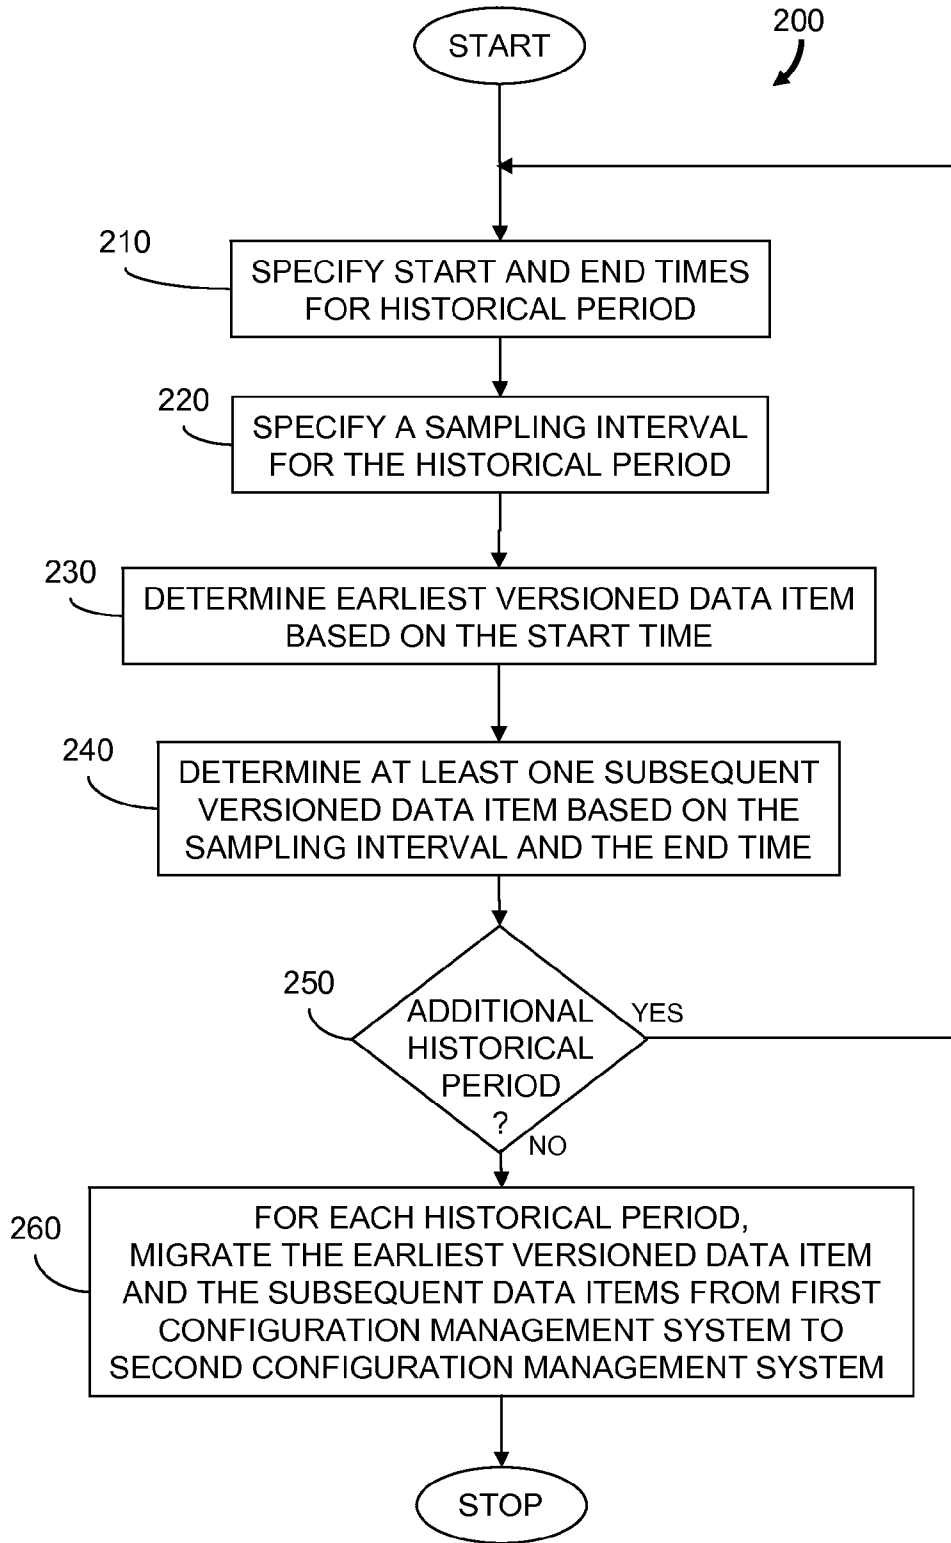 START
200
210
SPECIFY START AND END TIMES
FOR HISTORICAL PERIOD
220
SPECIFY A SAMPLING INTERVAL
FOR THE HISTORICAL PERIOD
230
DETERMINE EARLIEST VERSIONED DATA ITEM
BASED ON THE START TIME
240
DETERMINE AT LEAST ONE SUBSEQUENT
VERSIONED DATA ITEM BASED ON THE
SAMPLING INTERVAL AND THE END TIME
250
ADDITIONAL
HISTORICAL
PERIOD
?
YES
NO
260
FOR EACH HISTORICAL PERIOD,
MIGRATE THE EARLIEST VERSIONED DATA ITEM
AND THE SUBSEQUENT DATA ITEMS FROM FIRST
CONFIGURATION MANAGEMENT SYSTEM TO
SECOND CONFIGURATION MANAGEMENT SYSTEM
STOP